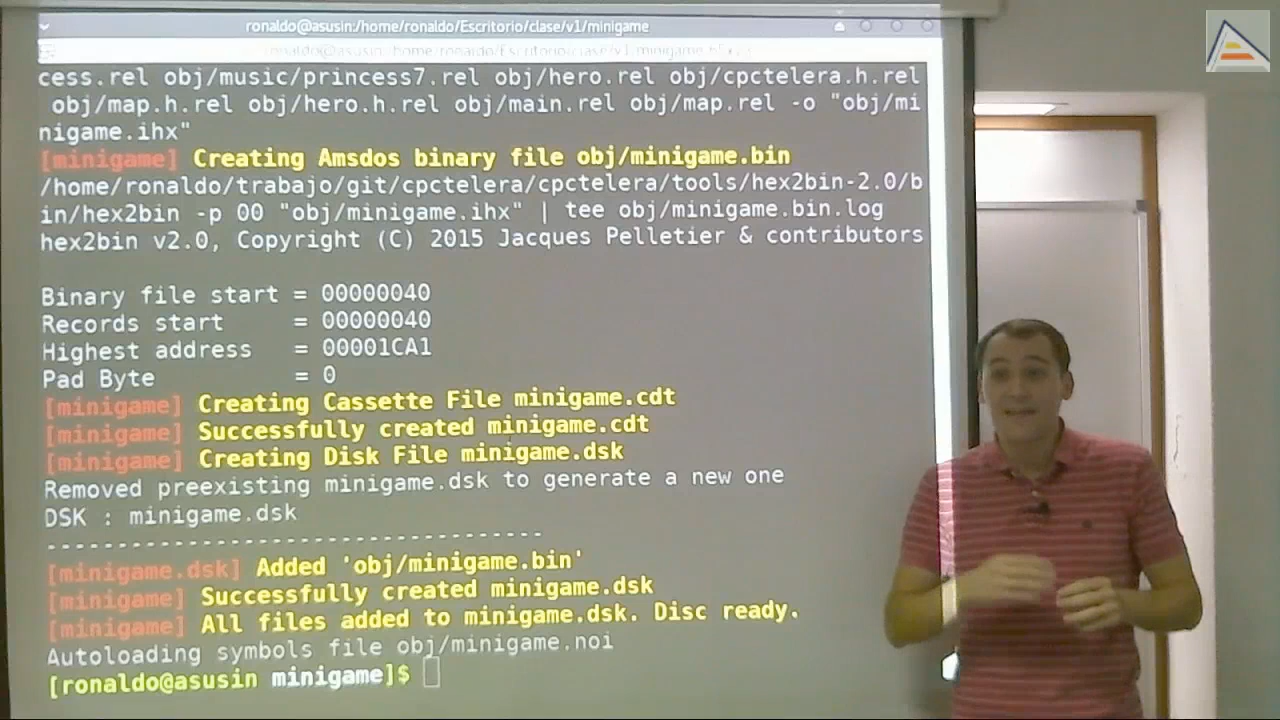 ronaldo@asusin:/home/ronaldo/Escritorio/clase/v1/minigame
cess.rel obj/music/princess7.rel obj/hero.rel obj/cpctelera.h.rel
obj/map.h.rel obj/hero.h.rel obj/main.rel obj/map.rel -o "obj/mi
nigame.ihx"
[minigame] Creating Amsdos binary file obj/minigame.bin
/home/ronaldo/trabajo/git/cpctelera/cpctelera/tools/hex2bin-2.0/b
in/hex2bin -p 00 "obj/minigame.ihx" | tee obj/minigame.bin.log
hex2bin v2.0, Copyright (C) 2015 Jacques Pelletier & contributors
Binary file start = 00000040
Records start = 00000040
Highest address = 00001CA1
Pad Byte = 0
[minigame] Creating Cassette File minigame.cdt
[minigame] Successfully created minigame.cdt
[minigame] Creating Disk File minigame.dsk
Removed preexisting minigame.dsk to generate a new one
DSK : minigame.dsk
-----------------------------------
[minigame.dsk] Added 'obj/minigame.bin'
[minigame] Successfully created minigame.dsk
[minigame] All files added to minigame.dsk. Disc ready.
Autoloading symbols file obj/minigame.noi
[ronaldo@asusin minigame]$